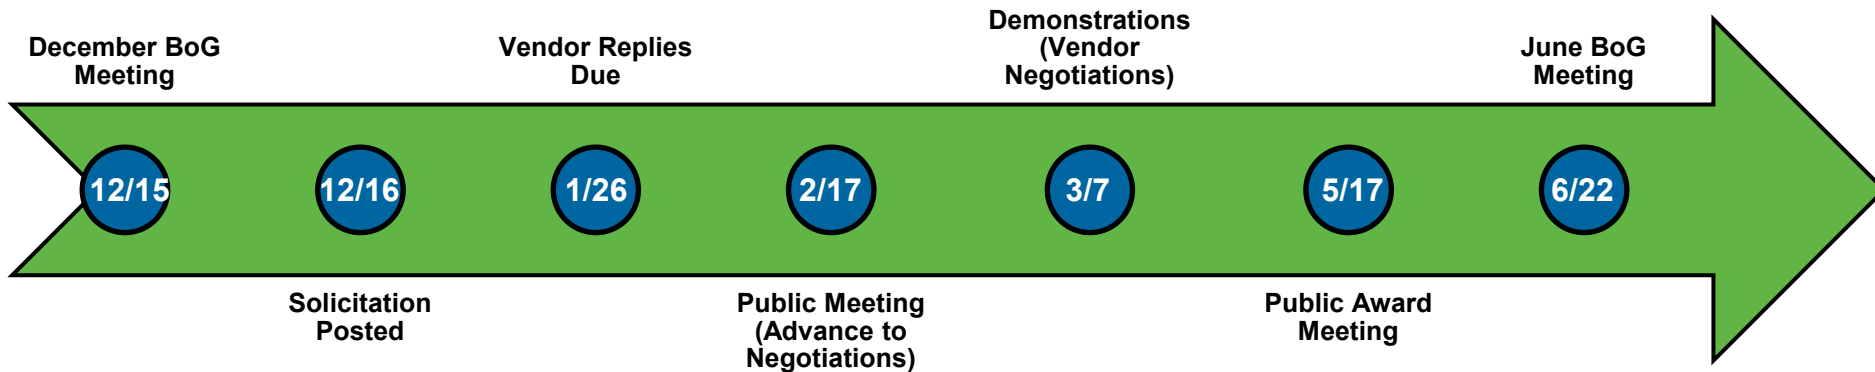 December BoG
Meeting
Vendor Replies
Due
Demonstrations
(Vendor
Negotiations)
June BoG
Meeting
12/15
12/16
1/26
2/17
3/7
5/17
6/22
Solicitation
Posted
Public Meeting
(Advance to
Negotiations)
Public Award
Meeting